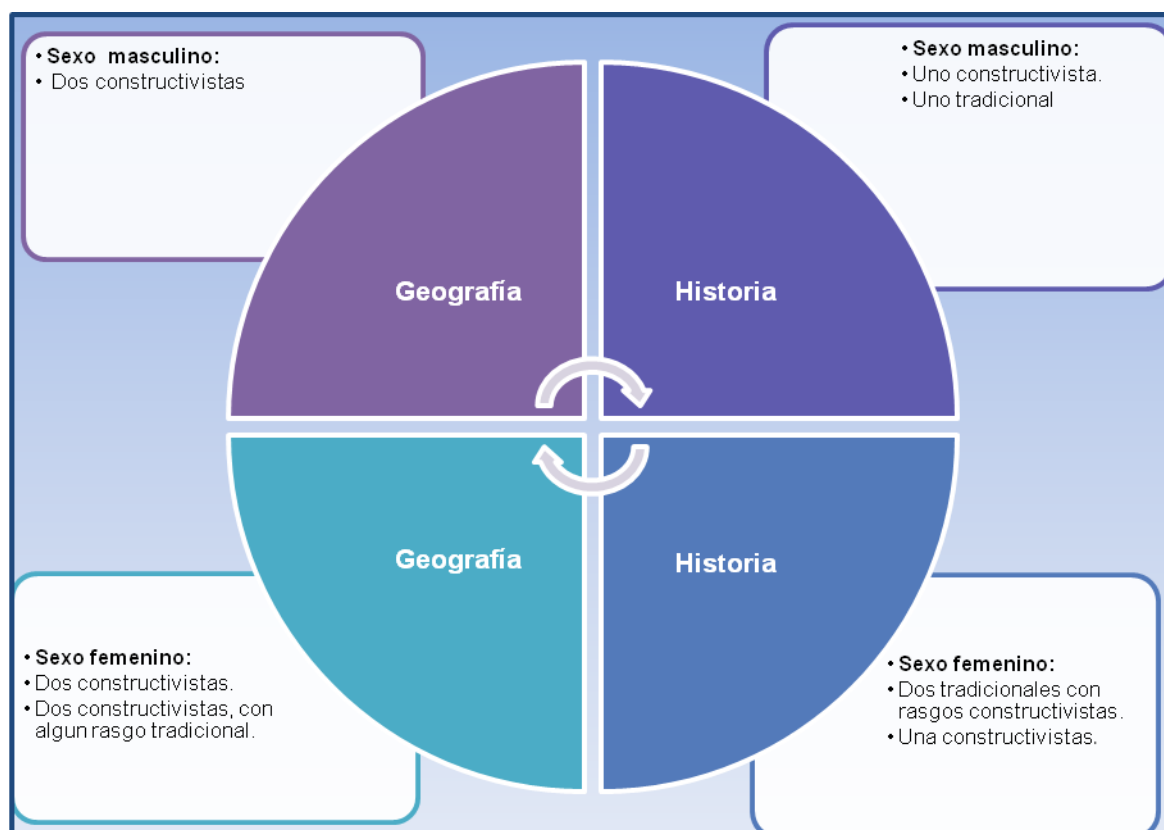 • Sexo masculino:
• Dos constructivistas
• Sexo masculino:
• Uno constructivista.
• Uno tradicional
Geografía
Historia
Geografía
Historia
• Sexo femenino:
• Dos constructivistas.
• Dos constructivistas, con
algun rasgo tradicional.
• Sexo femenino:
• Dos tradicionales con
rasgos constructivistas.
• Una constructivistas.